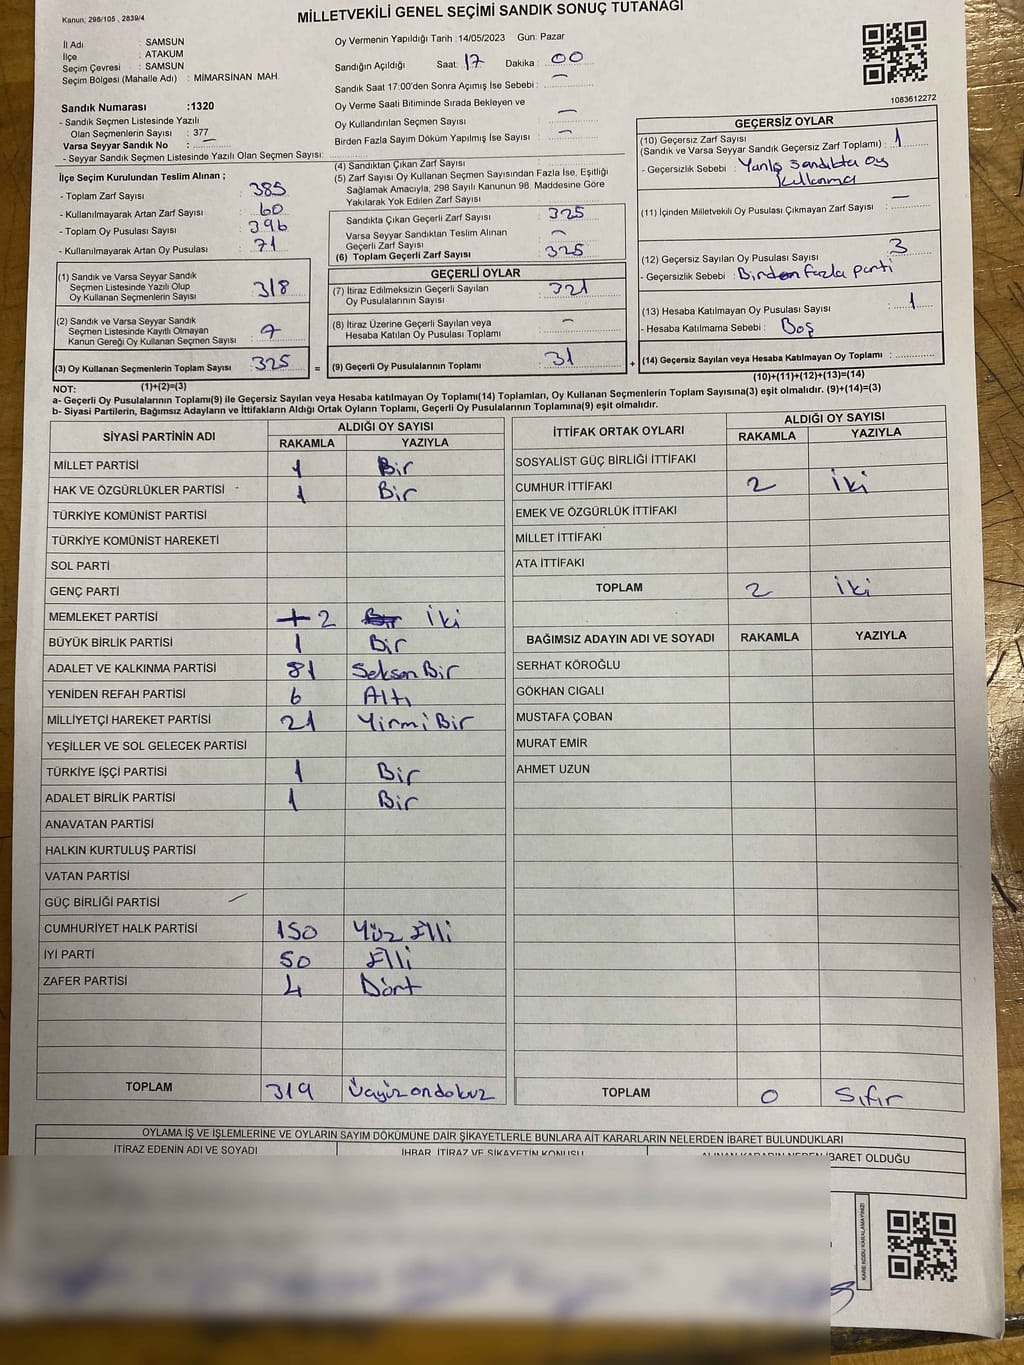 MİLLETVEKİLİ GENEL SEÇİMİ SANDIK SONUÇ TUTANAĞI
Kanun; 298/105 , 2839/4
İl Adı : SAMSUN
İlçe : ATAKUM
Seçim Çevresi : SAMSUN
Seçim Bölgesi (Mahalle Adı) : MİMARSİNAN MAH.
Sandık Numarası :1320
- Sandık Seçmen Listesinde Yazılı
Olan Seçmenlerin Sayısı : 377
Varsa Seyyar Sandık No : –
- Seyyar Sandık Seçmen Listesinde Yazılı Olan Seçmen Sayısı:
İlçe Seçim Kurulundan Teslim Alınan ;
- Toplam Zarf Sayısı : 385
- Kullanılmayarak Artan Zarf Sayısı : 60
- Toplam Oy Pusulası Sayısı : 396
- Kullanılmayarak Artan Oy Pusulası : 71
(1) Sandık ve Varsa Seyyar Sandık
Seçmen Listesinde Yazılı Olup
Oy Kullanan Seçmenlerin Sayısı : 318
(2) Sandık ve Varsa Seyyar Sandık
Seçmen Listesinde Kayıtlı Olmayan
Kanun Gereği Oy Kullanan Seçmen Sayısı : 7
(3) Oy Kullanan Seçmenlerin Toplam Sayısı : 325
(1)+(2)=(3)
Oy Vermenin Yapıldığı Tarih :14/05/2023 Gün: Pazar
Sandığın Açıldığı Saat: 17 Dakika : 00
Sandık Saat 17:00'den Sonra Açımış İse Sebebi : –
Oy Verme Saati Bitiminde Sırada Bekleyen ve
Oy Kullandırılan Seçmen Sayısı : –
Birden Fazla Sayım Döküm Yapılmış İse Sayısı : –
(4) Sandıktan Çıkan Zarf Sayısı :
(5) Zarf Sayısı Oy Kullanan Seçmen Sayısından Fazla İse, Eşitliği
Sağlamak Amacıyla, 298 Sayılı Kanunun 98. Maddesine Göre
Yakılarak Yok Edilen Zarf Sayısı :
Sandıkta Çıkan Geçerli Zarf Sayısı : 325
Varsa Seyyar Sandıktan Teslim Alınan
Geçerli Zarf Sayısı : –
(6) Toplam Geçerli Zarf Sayısı : 325
GEÇERLİ OYLAR
(7) İtiraz Edilmeksizin Geçerli Sayılan
Oy Pusulalarının Sayısı : 321
(8) İtiraz Üzerine Geçerli Sayılan veya
Hesaba Katılan Oy Pusulası Toplamı : –
= (9) Geçerli Oy Pusulalarının Toplamı : 31 +
1083612272
GEÇERSİZ OYLAR
(10) Geçersiz Zarf Sayısı
(Sandık ve Varsa Seyyar Sandık Geçersiz Zarf Toplamı) : 1
- Geçersizlik Sebebi : Yanlış sandıkta oy
kullanma
(11) İçinden Milletvekili Oy Pusulası Çıkmayan Zarf Sayısı : –
(12) Geçersiz Sayılan Oy Pusulası Sayısı : 3
- Geçersizlik Sebebi : Birden fazla parti
(13) Hesaba Katılmayan Oy Pusulası Sayısı : 1
- Hesaba Katılmama Sebebi : Boş
(14) Geçersiz Sayılan veya Hesaba Katılmayan Oy Toplamı :
(10)+(11)+(12)+(13)=(14)
NOT:
a- Geçerli Oy Pusulalarının Toplamı(9) ile Geçersiz Sayılan veya Hesaba katılmayan Oy Toplamı(14) Toplamları, Oy Kullanan Seçmenlerin Toplam Sayısına(3) eşit olmalıdır. (9)+(14)=(3)
b- Siyasi Partilerin, Bağımsız Adayların ve İttifakların Aldığı Ortak Oyların Toplamı, Geçerli Oy Pusulalarının Toplamına(9) eşit olmalıdır.
SİYASİ PARTİNİN ADI ALDIĞI OY SAYISI
RAKAMLA YAZIYLA
MİLLET PARTİSİ 1 Bir
HAK VE ÖZGÜRLÜKLER PARTİSİ 1 Bir
TÜRKİYE KOMÜNİST PARTİSİ
TÜRKİYE KOMÜNİST HAREKETİ
SOL PARTİ
GENÇ PARTİ
MEMLEKET PARTİSİ 2 İki
BÜYÜK BİRLİK PARTİSİ 1 Bir
ADALET VE KALKINMA PARTİSİ 81 Seksen Bir
YENİDEN REFAH PARTİSİ 6 Altı
MİLLİYETÇİ HAREKET PARTİSİ 21 Yirmi Bir
YEŞİLLER VE SOL GELECEK PARTİSİ
TÜRKİYE İŞÇİ PARTİSİ 1 Bir
ADALET BİRLİK PARTİSİ 1 Bir
ANAVATAN PARTİSİ
HALKIN KURTULUŞ PARTİSİ
VATAN PARTİSİ
GÜÇ BİRLİĞİ PARTİSİ
CUMHURİYET HALK PARTİSİ 150 Yüz Elli
İYİ PARTİ 50 Elli
ZAFER PARTİSİ 4 Dört
TOPLAM 319 Üçyüz on dokuz
İTTİFAK ORTAK OYLARI ALDIĞI OY SAYISI
RAKAMLA YAZIYLA
SOSYALİST GÜÇ BİRLİĞİ İTTİFAKI
CUMHUR İTTİFAKI 2 İki
EMEK VE ÖZGÜRLÜK İTTİFAKI
MİLLET İTTİFAKI
ATA İTTİFAKI
TOPLAM 2 İki
BAĞIMSIZ ADAYIN ADI VE SOYADI RAKAMLA YAZIYLA
SERHAT KÖROĞLU
GÖKHAN CIGALI
MUSTAFA ÇOBAN
MURAT EMİR
AHMET UZUN
TOPLAM 0 Sıfır
OYLAMA İŞ VE İŞLEMLERİNE VE OYLARIN SAYIM DÖKÜMÜNE DAİR ŞİKAYETLERLE BUNLARA AİT KARARLARIN NELERDEN İBARET BULUNDUKLARI
İTİRAZ EDENİN ADI VE SOYADI İHBAR, İTİRAZ VE ŞİKAYETİN KONUSU ALINAN KARARIN NEDEN İBARET OLDUĞU
KARE KODU KARALAMAYINIZ!